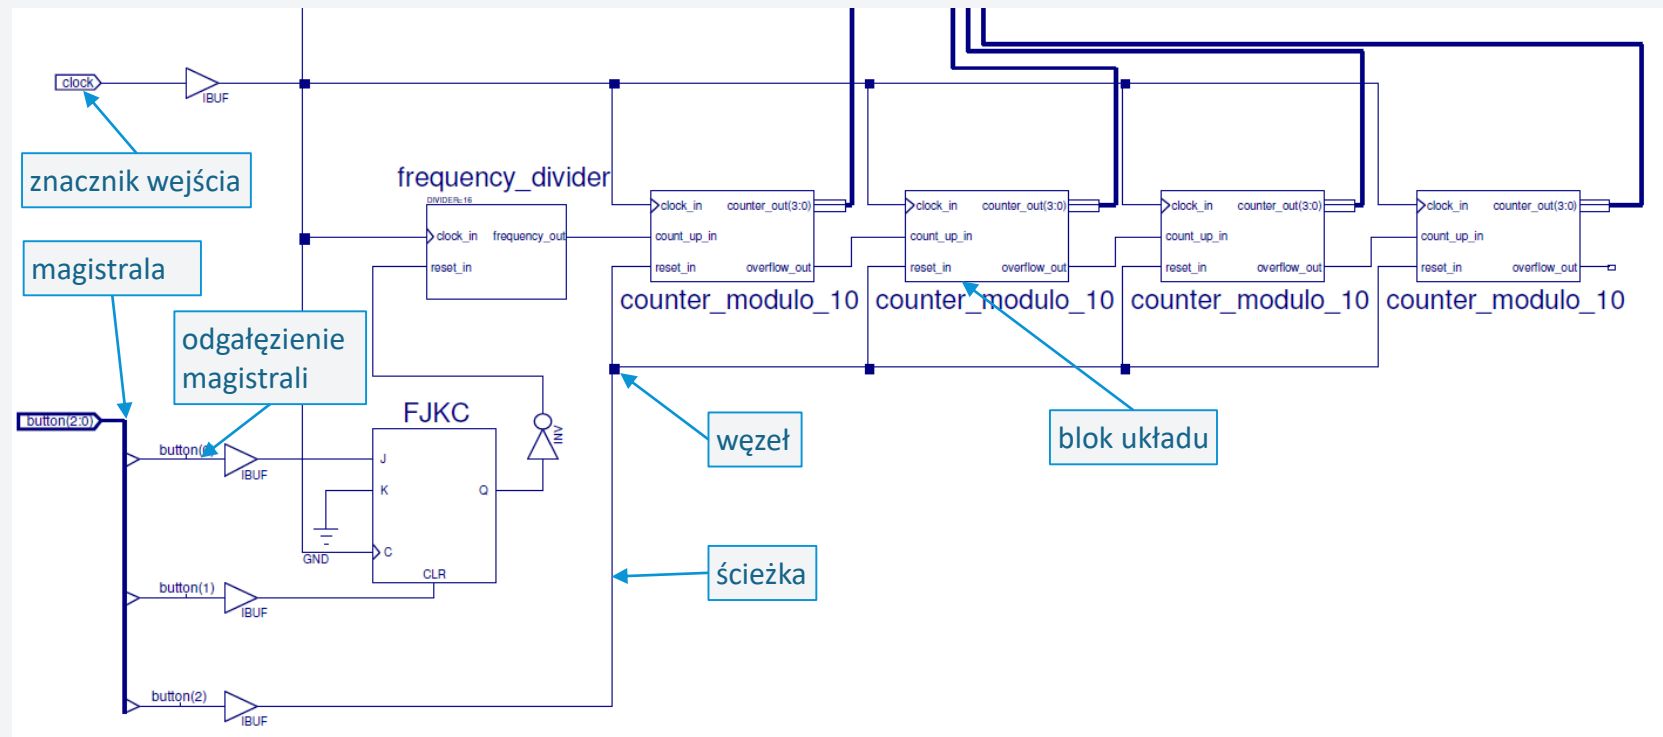 clock
IBUF
znacznik wejścia
frequency_divider
DIVIDER=16
clock_in
frequency_out
reset_in
clock_in
counter_out(3:0)
count_up_in
reset_in
overflow_out
counter_modulo_10
clock_in
counter_out(3:0)
count_up_in
reset_in
overflow_out
counter_modulo_10
clock_in
counter_out(3:0)
count_up_in
reset_in
overflow_out
counter_modulo_10
clock_in
counter_out(3:0)
count_up_in
reset_in
overflow_out
counter_modulo_10
magistrala
odgałęzienie
magistrali
button(2:0)
button(0)
IBUF
FJKC
J
K
Q
C
CLR
GND
INV
węzeł
blok układu
ścieżka
button(1)
IBUF
button(2)
IBUF